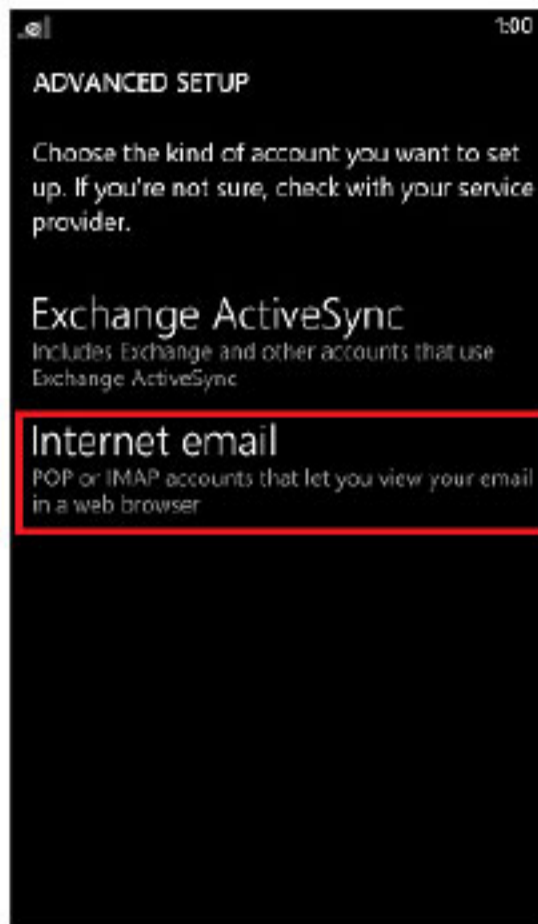 1:00
ADVANCED SETUP
Choose the kind of account you want to set
up. If you're not sure, check with your service
provider.
Exchange ActiveSync
Includes Exchange and other accounts that use
Exchange ActiveSync
Internet email
POP or IMAP accounts that let you view your email
in a web browser